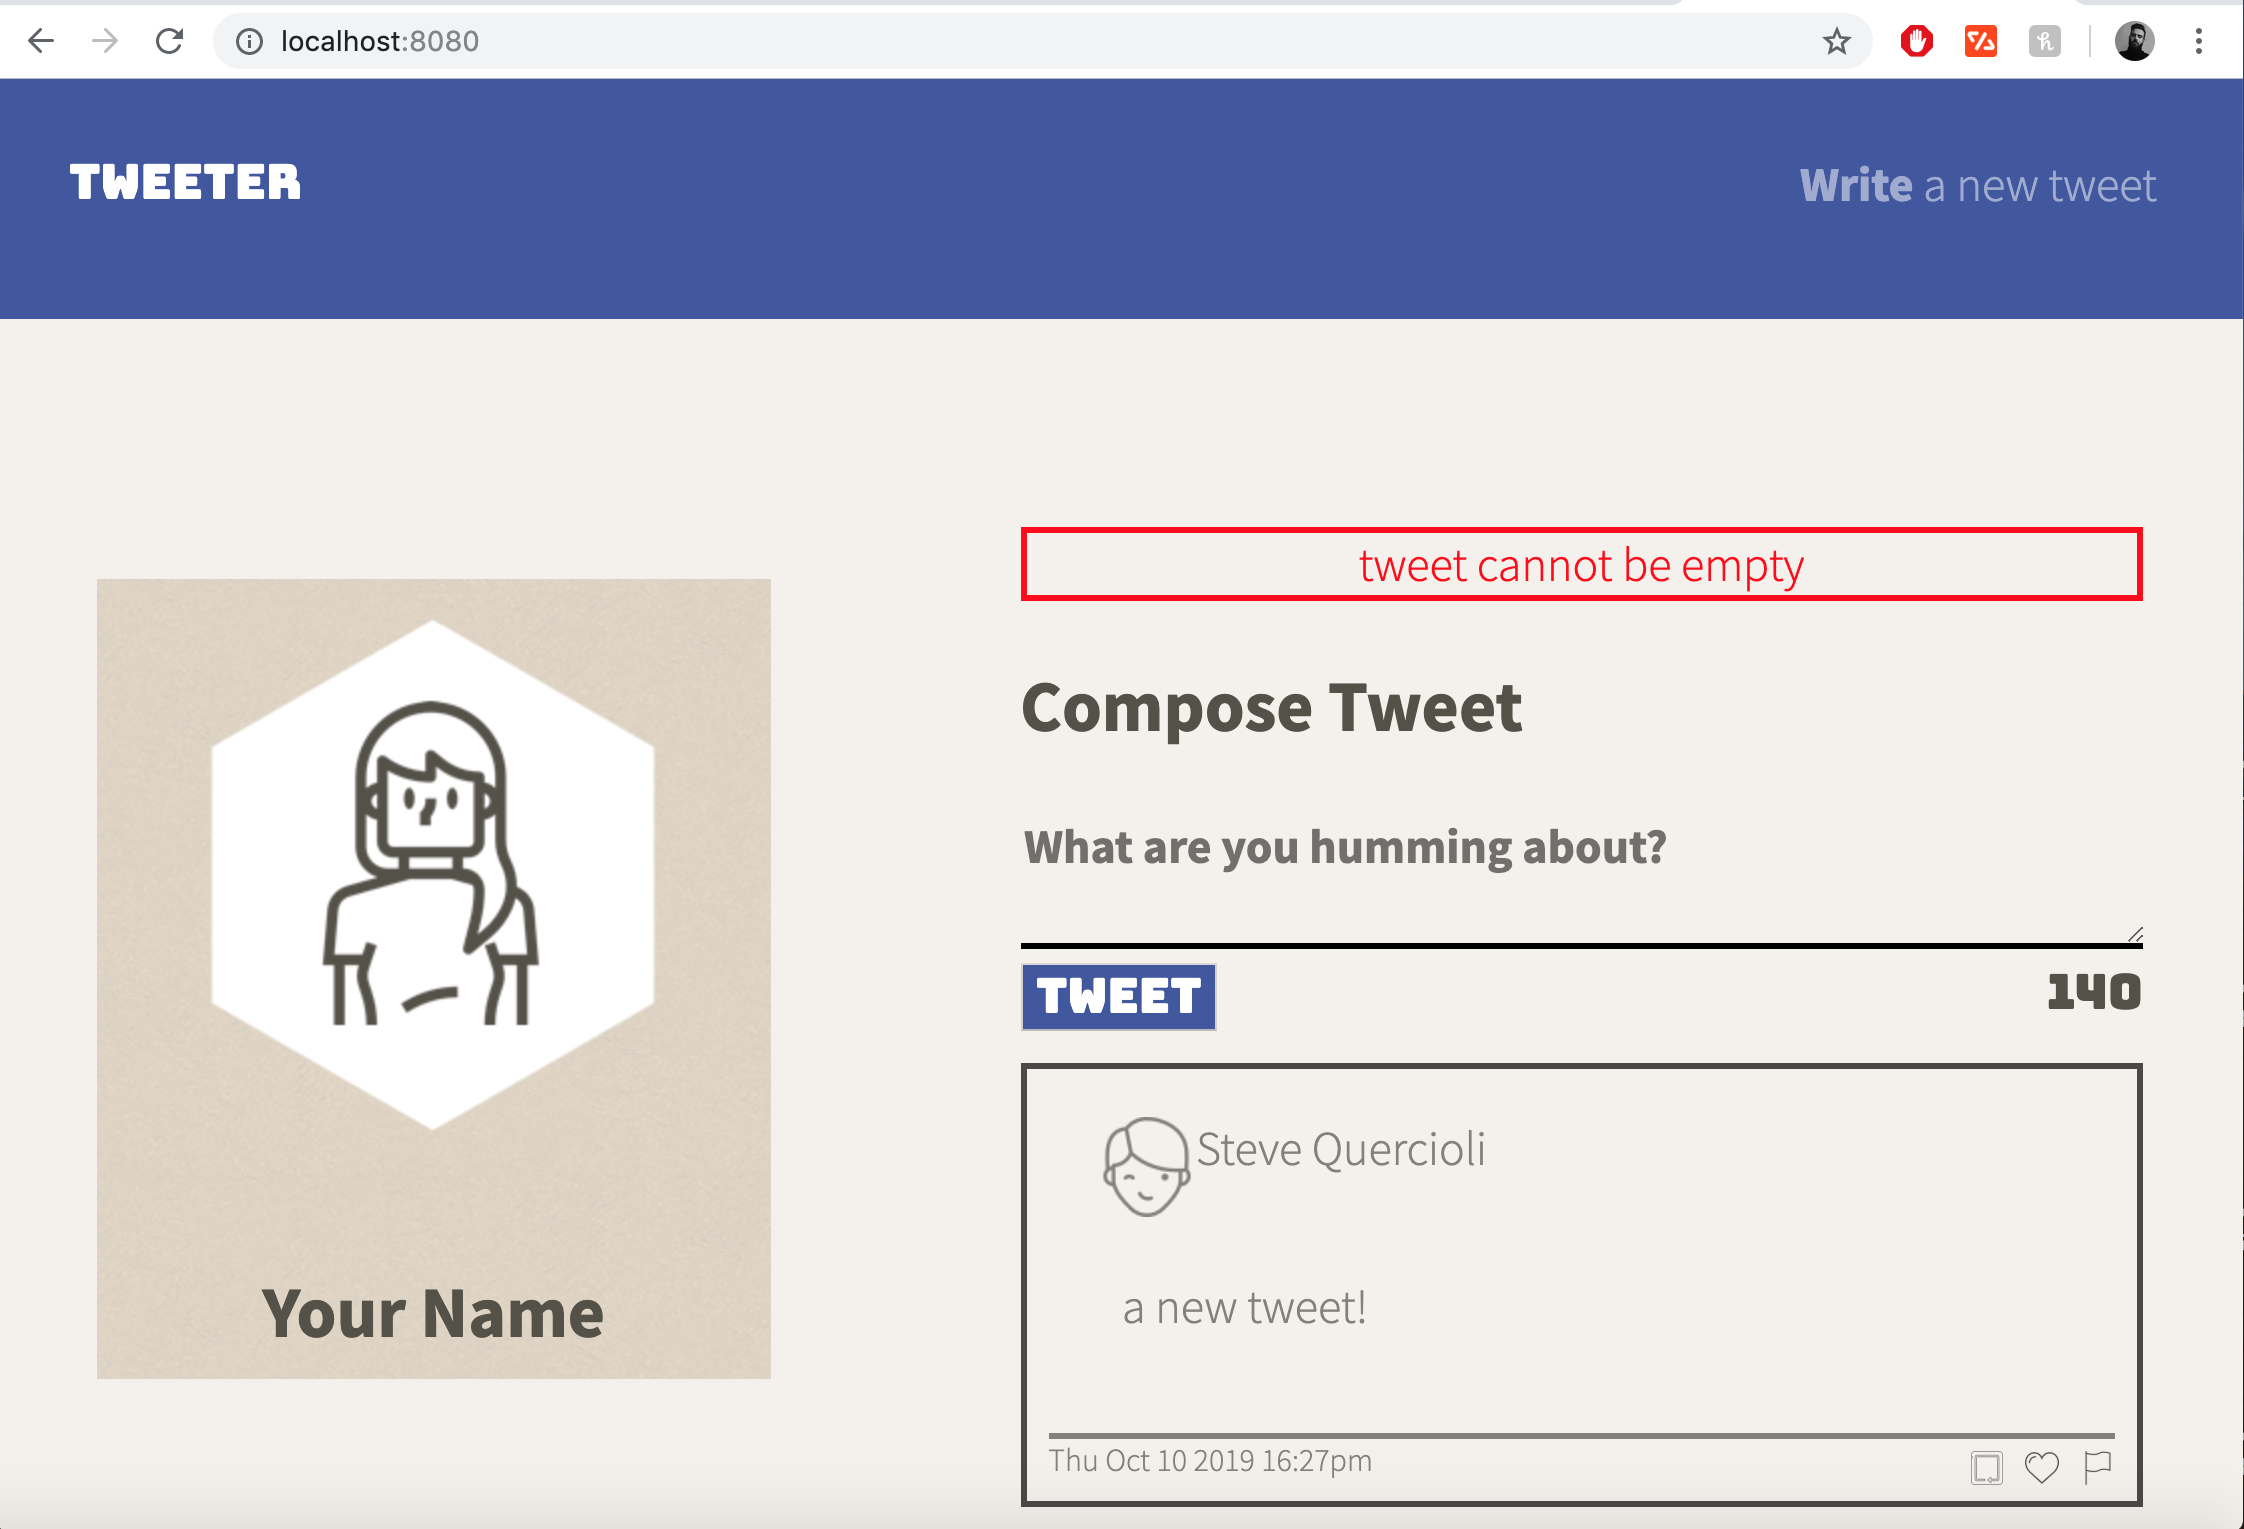 localhost:8080
TWEETER
Write a new tweet
tweet cannot be empty
Compose Tweet
What are you humming about?
TWEET
140
Steve Quercioli
a new tweet!
Thu Oct 10 2019 16:27pm
Your Name